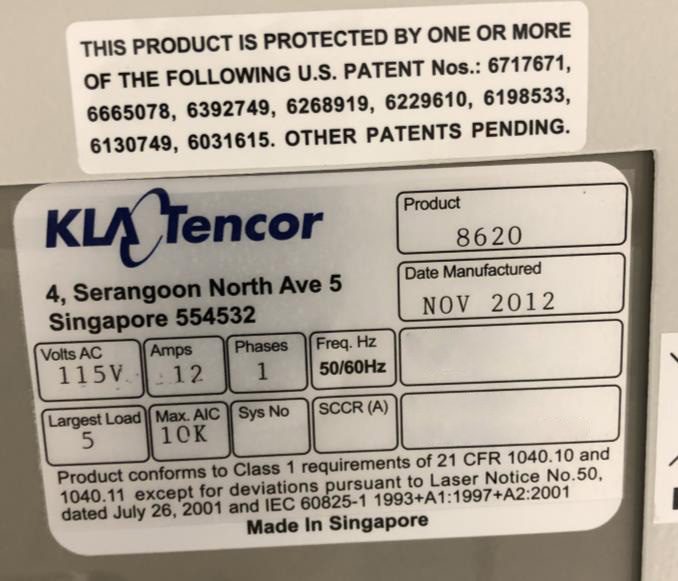 THIS PRODUCT IS PROTECTED BY ONE OR MORE
OF THE FOLLOWING U.S. PATENT Nos.: 6717671,
6665078, 6392749, 6268919, 6229610, 6198533,
6130749, 6031615. OTHER PATENTS PENDING.
KLA Tencor
4, Serangoon North Ave 5
Singapore 554532
Product
8620
Date Manufactured
NOV 2012
Volts AC
115V
Amps
12
Phases
1
Freq. Hz
50/60Hz
Largest Load
5
Max. AIC
10K
Sys No
SCCR (A)
Product conforms to Class 1 requirements of 21 CFR 1040.10 and
1040.11 except for deviations pursuant to Laser Notice No.50,
dated July 26, 2001 and IEC 60825-1 1993+A1:1997+A2:2001
Made In Singapore